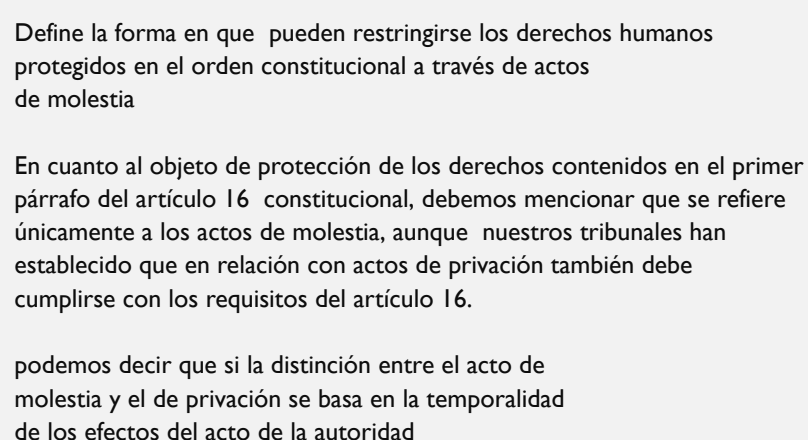 Define la forma en que pueden restringirse los derechos humanos
protegidos en el orden constitucional a través de actos
de molestia
En cuanto al objeto de protección de los derechos contenidos en el primer
párrafo del artículo 16 constitucional, debemos mencionar que se refiere
únicamente a los actos de molestia, aunque nuestros tribunales han
establecido que en relación con actos de privación también debe
cumplirse con los requisitos del artículo 16.
podemos decir que si la distinción entre el acto de
molestia y el de privación se basa en la temporalidad
de los efectos del acto de la autoridad